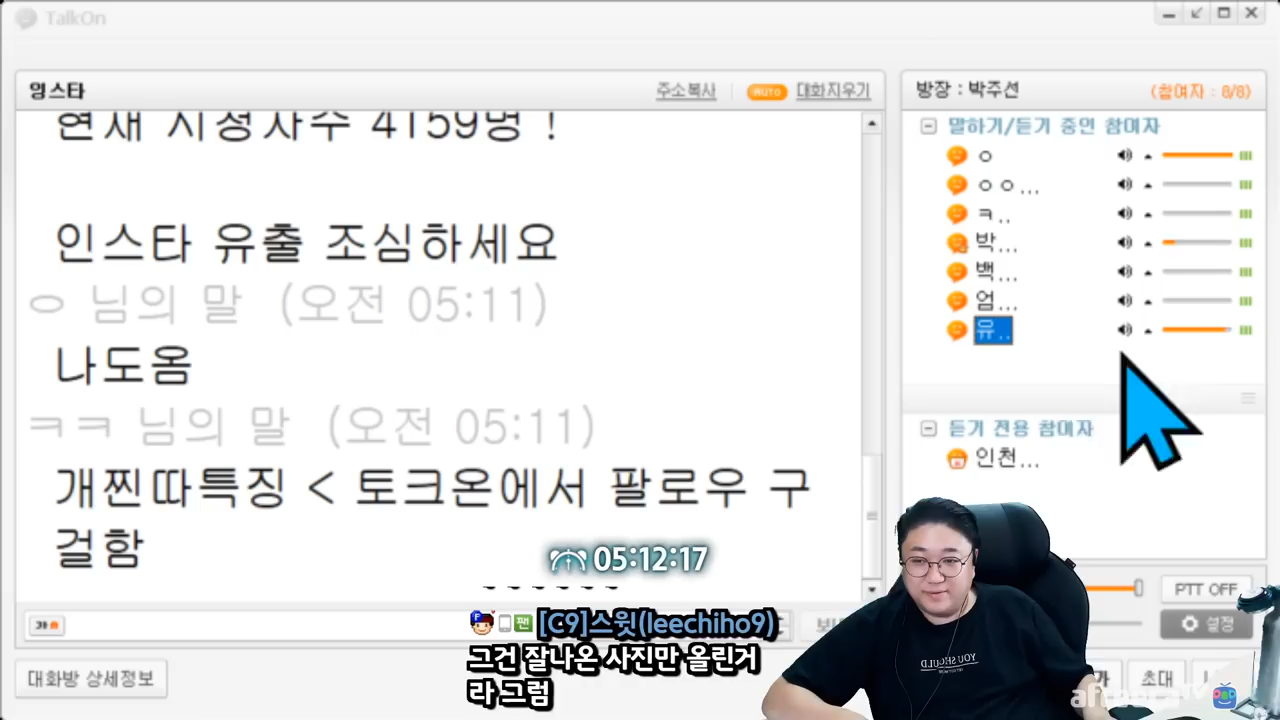 TalkOn
잉스타
주소복사
AUTO
대화지우기
현재 시청자수 4159명 !
인스타 유출 조심하세요
ㅇ 님의 말 (오전 05:11)
나도옴
ㅋㅋ 님의 말 (오전 05:11)
개찐따특징 < 토크온에서 팔로우 구
걸함
05:12:17
[C9]스윗(leechiho9)
팬
그건 잘나온 사진만 올린거
라 그럼
가
대화방 상세정보
방장 : 박주선
(참여자 : 8/8)
말하기/듣기 중인 참여자
ㅇ
ㅇㅇ...
ㅋ..
박...
백...
엄...
유..
듣기 전용 참여자
인천...
PTT OFF
설정
초대
YOU SHOULD